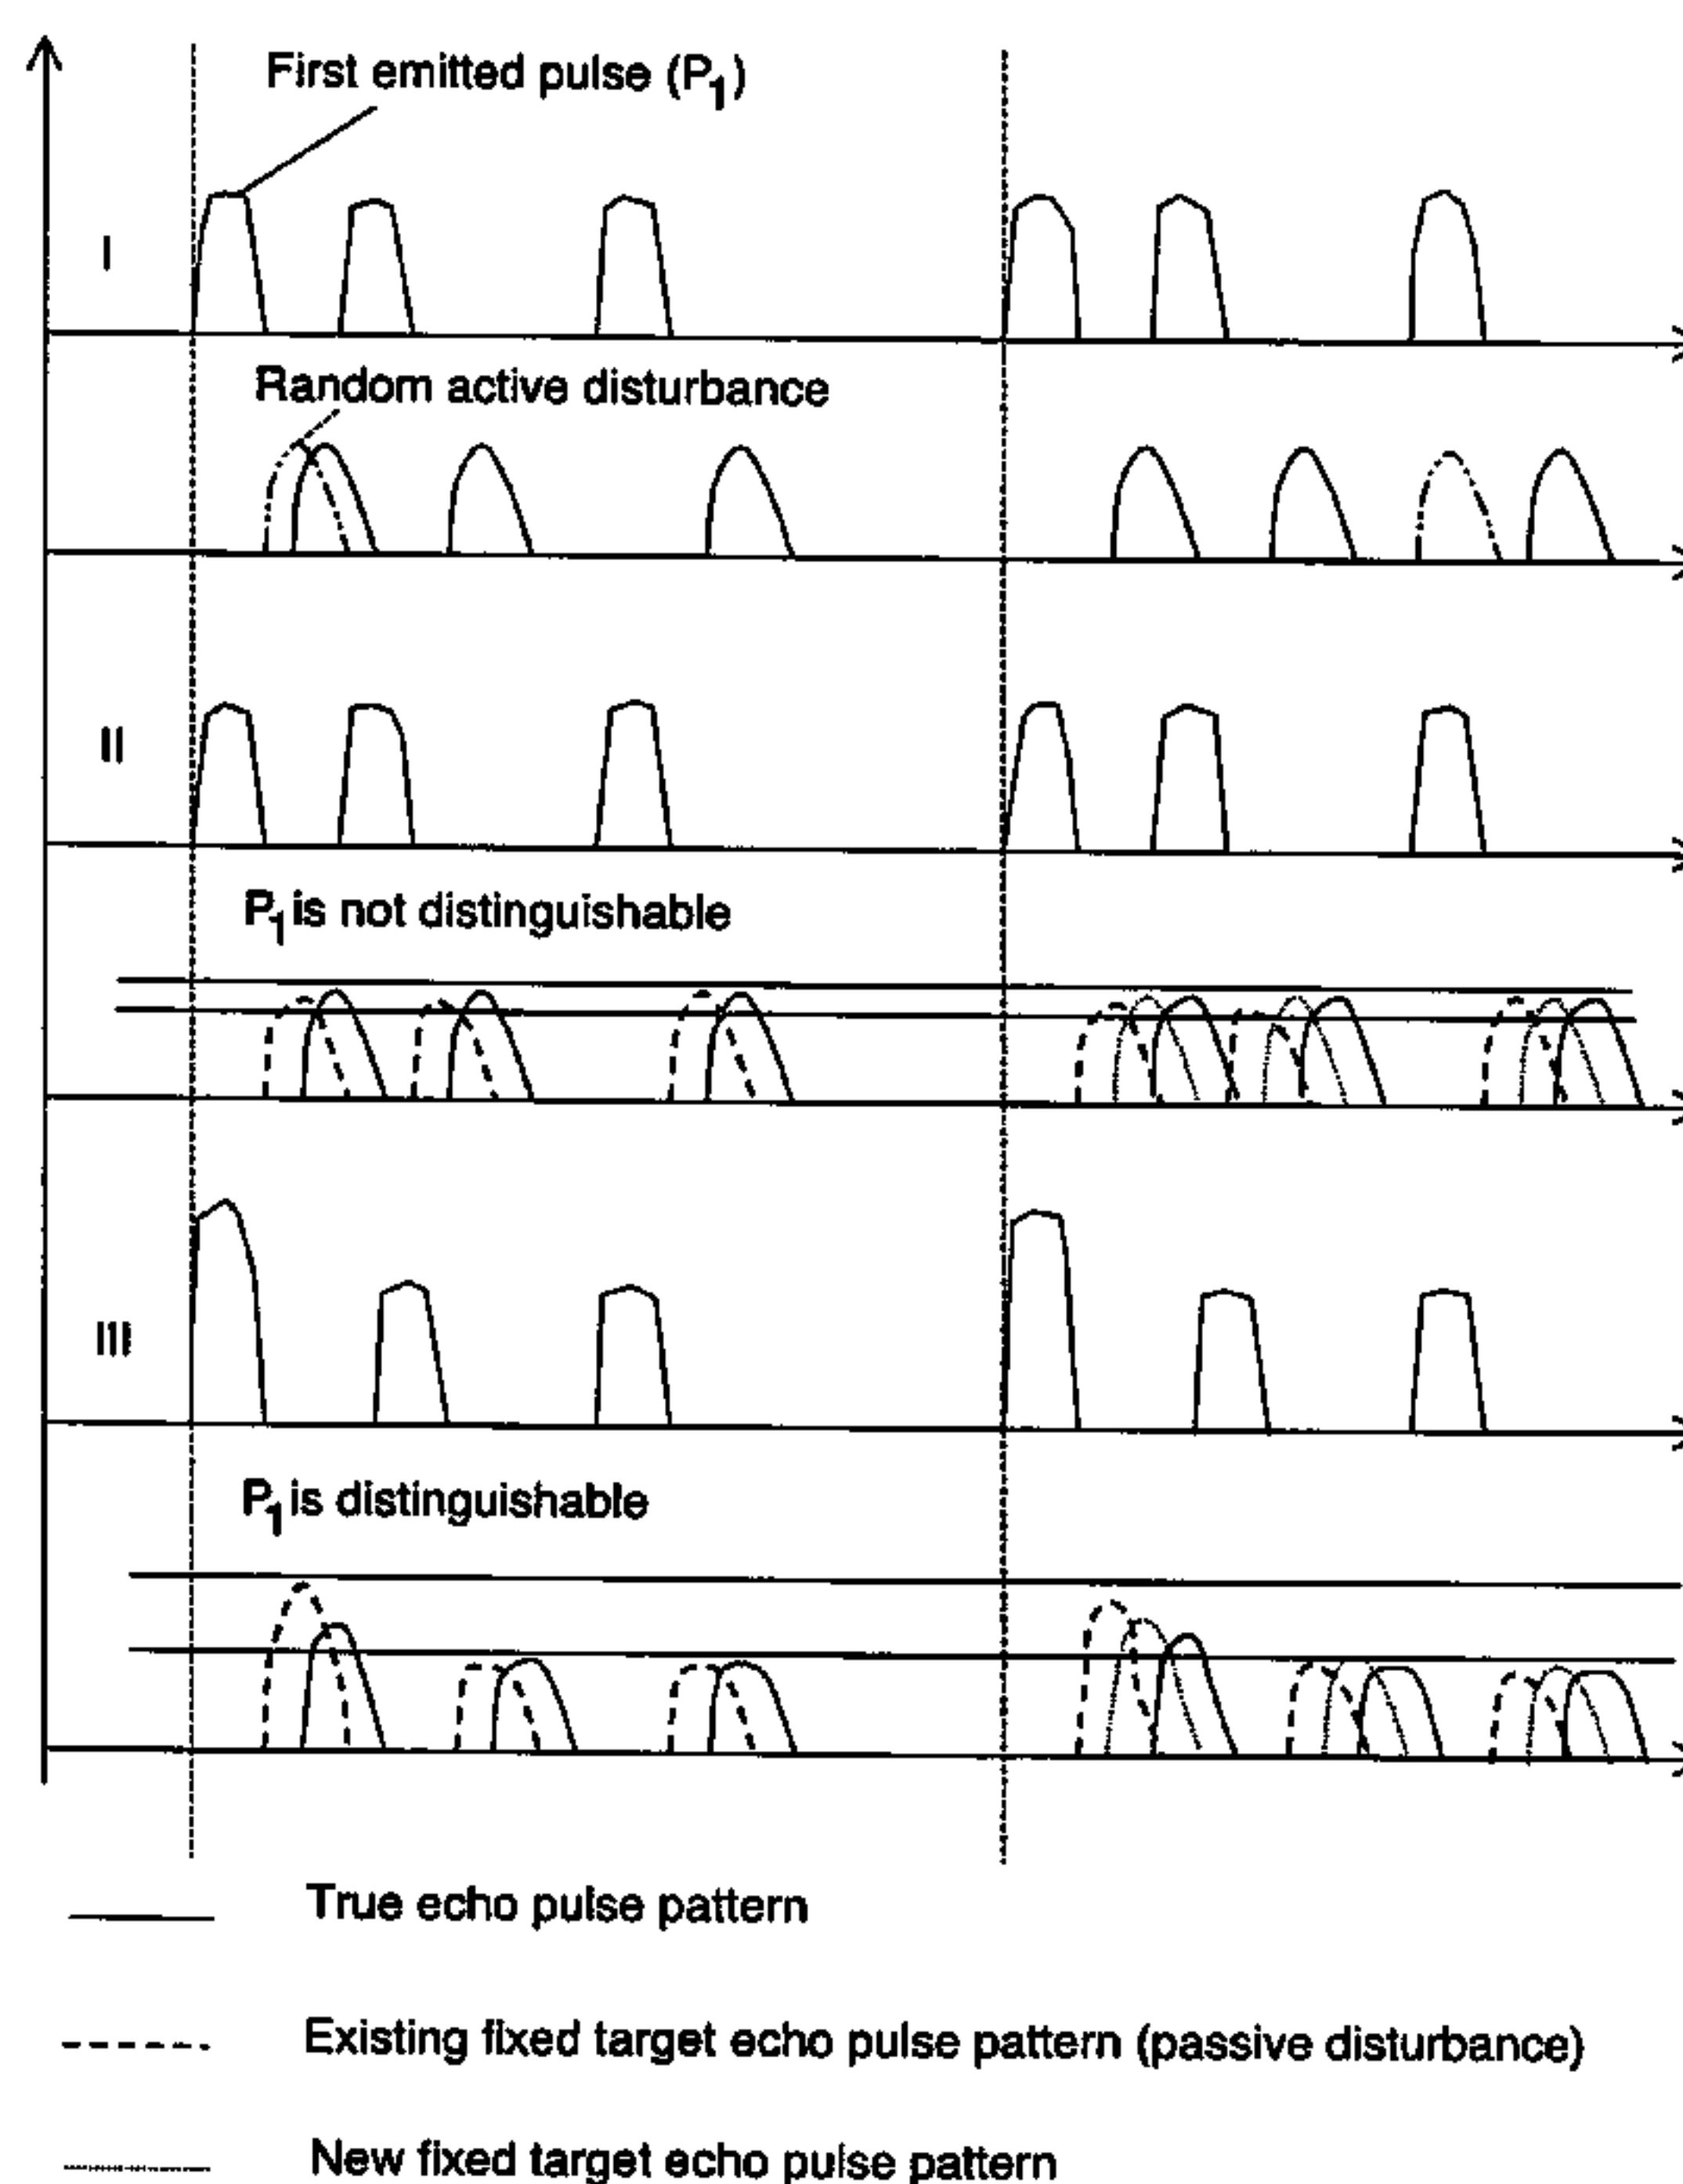 First emitted pulse (P1)
I
Random active disturbance
II
P1 is not distinguishable
III
P1 is distinguishable
True echo pulse pattern
Existing fixed target echo pulse pattern (passive disturbance)
New fixed target echo pulse pattern